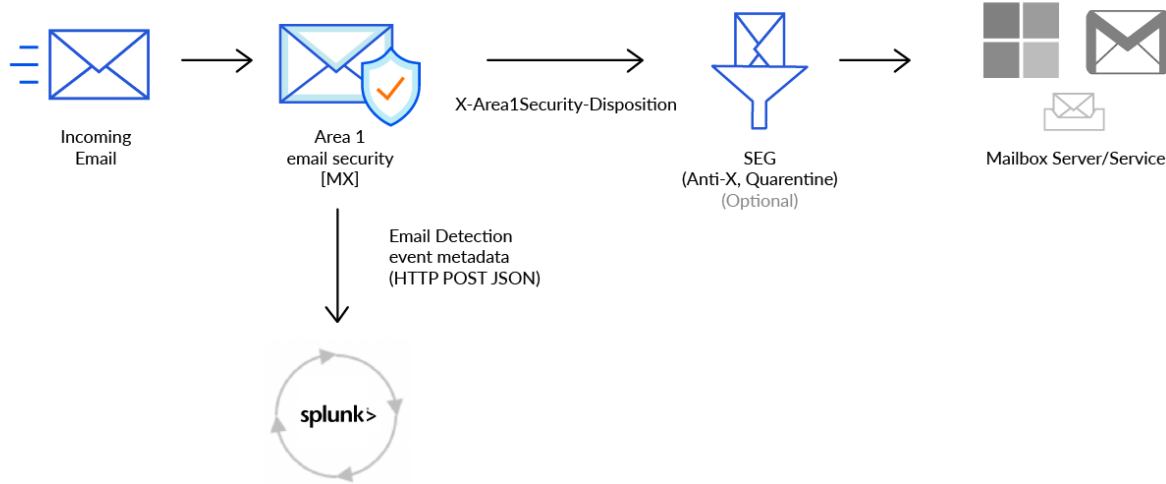 Incoming
Email
Area 1
email security
[MX]
X-Area1Security-Disposition
SEG
(Anti-X, Quarentine)
(Optional)
Mailbox Server/Service
Email Detection
event metadata
(HTTP POST JSON)
splunk>